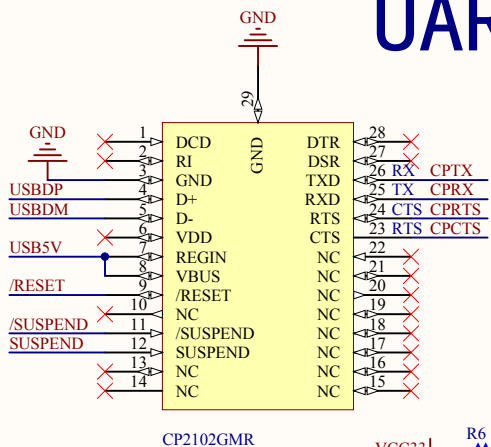 UAR
GND
29
GND
GND
1 DCD DTR 28
2 RI DSR 27
3 GND TXD 26 RX CPTX
USBDP 4 D+ RXD 25 TX CPRX
USBDM 5 D- RTS 24 CTS CPRTS
6 VDD CTS 23 RTS CPCTS
USB5V 7 REGIN NC 22
8 VBUS NC 21
/RESET 9 /RESET NC 20
10 NC NC 19
/SUSPEND 11 /SUSPEND NC 18
SUSPEND 12 SUSPEND NC 17
13 NC NC 16
14 NC NC 15
CP2102GMR
R6
VCC33